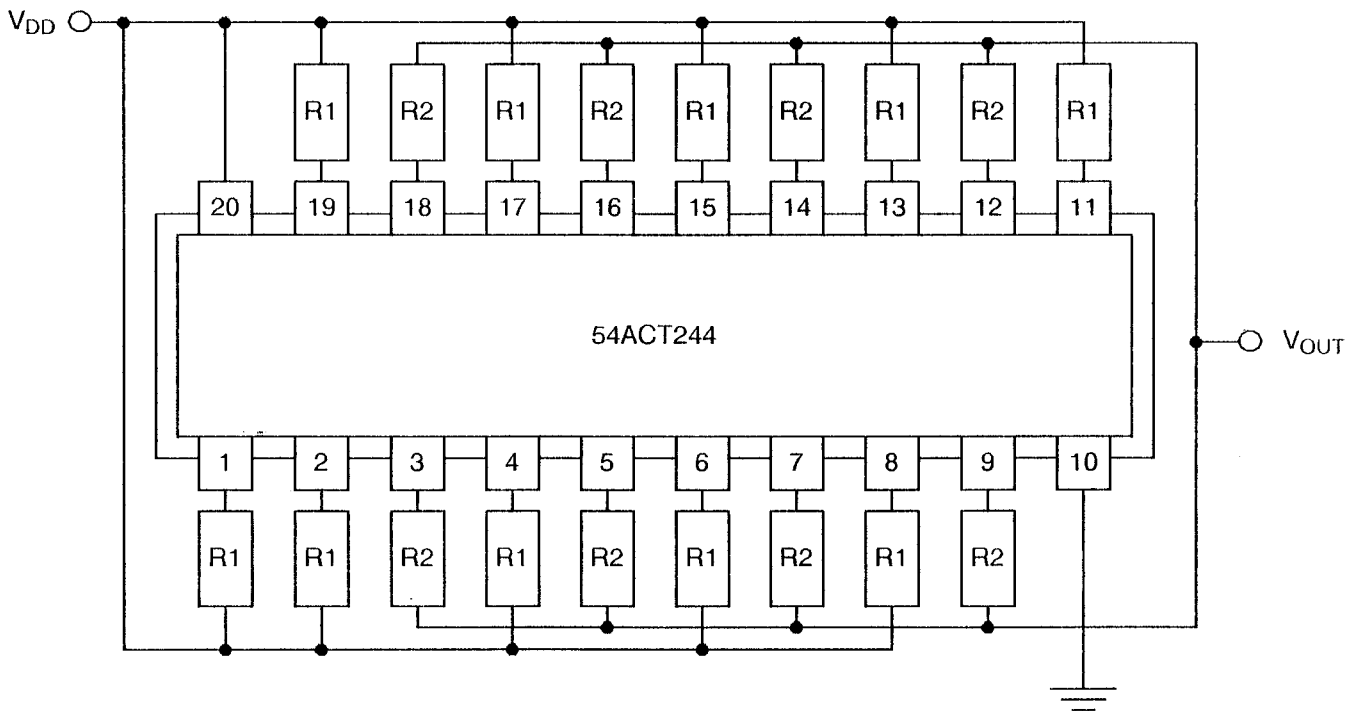 V_DD
R1 R2 R1 R2 R1 R2 R1 R2 R1
20 19 18 17 16 15 14 13 12 11
54ACT244
V_OUT
1 2 3 4 5 6 7 8 9 10
R1 R1 R2 R1 R2 R1 R2 R1 R2